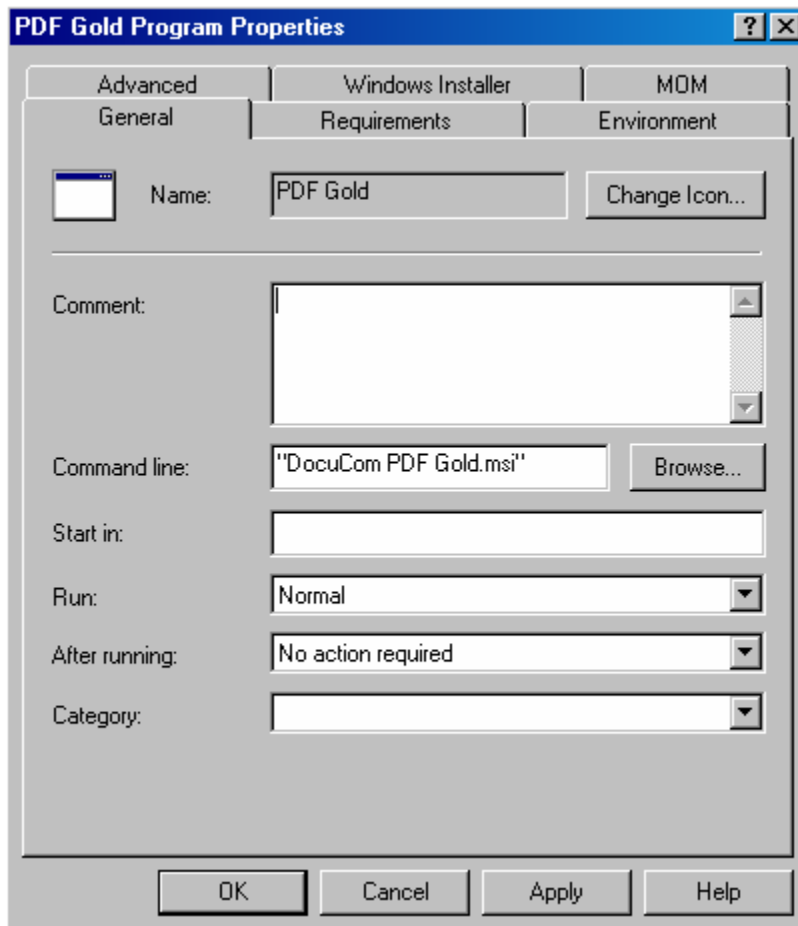 PDF Gold Program Properties
Advanced Windows Installer MOM
General Requirements Environment
Name: PDF Gold Change Icon...
Comment:
Command line: "DocuCom PDF Gold.msi" Browse...
Start in:
Run: Normal
After running: No action required
Category:
OK Cancel Apply Help